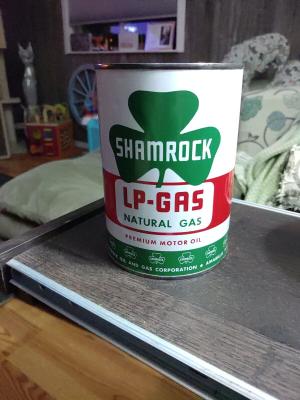 SHAMROCK
LP-GAS
NATURAL GAS
PREMIUM MOTOR OIL
OIL AND GAS CORPORATION